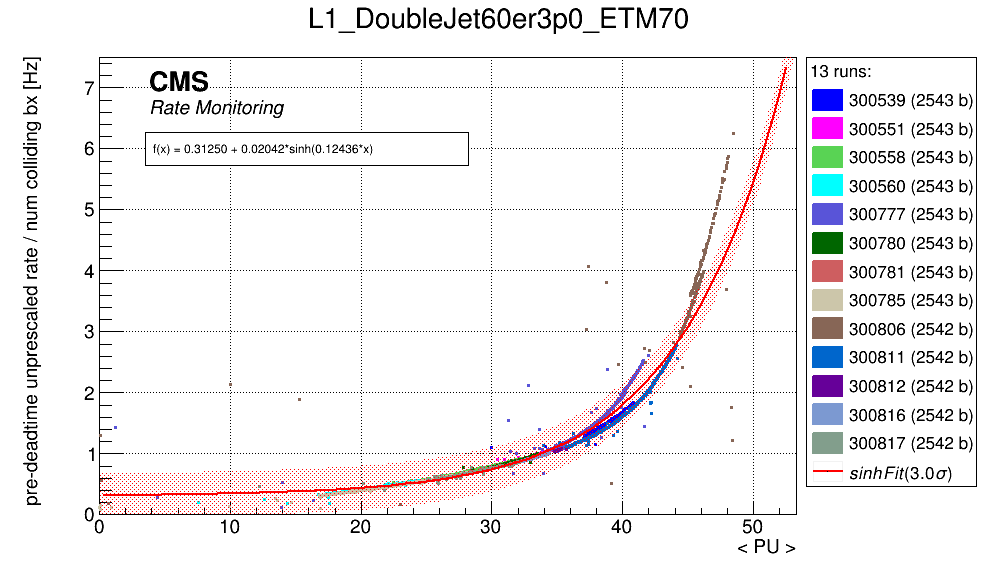 L1_DoubleJet60er3p0_ETM70
pre-deadtime unprescaled rate / num colliding bx [Hz]
CMS
Rate Monitoring
f(x) = 0.31250 + 0.02042*sinh(0.12436*x)
7
6
5
4
3
2
1
0
0 10 20 30 40 50
< PU >
13 runs:
300539 (2543 b)
300551 (2543 b)
300558 (2543 b)
300560 (2543 b)
300777 (2543 b)
300780 (2543 b)
300781 (2543 b)
300785 (2543 b)
300806 (2542 b)
300811 (2542 b)
300812 (2542 b)
300816 (2542 b)
300817 (2542 b)
sinhFit(3.0σ)